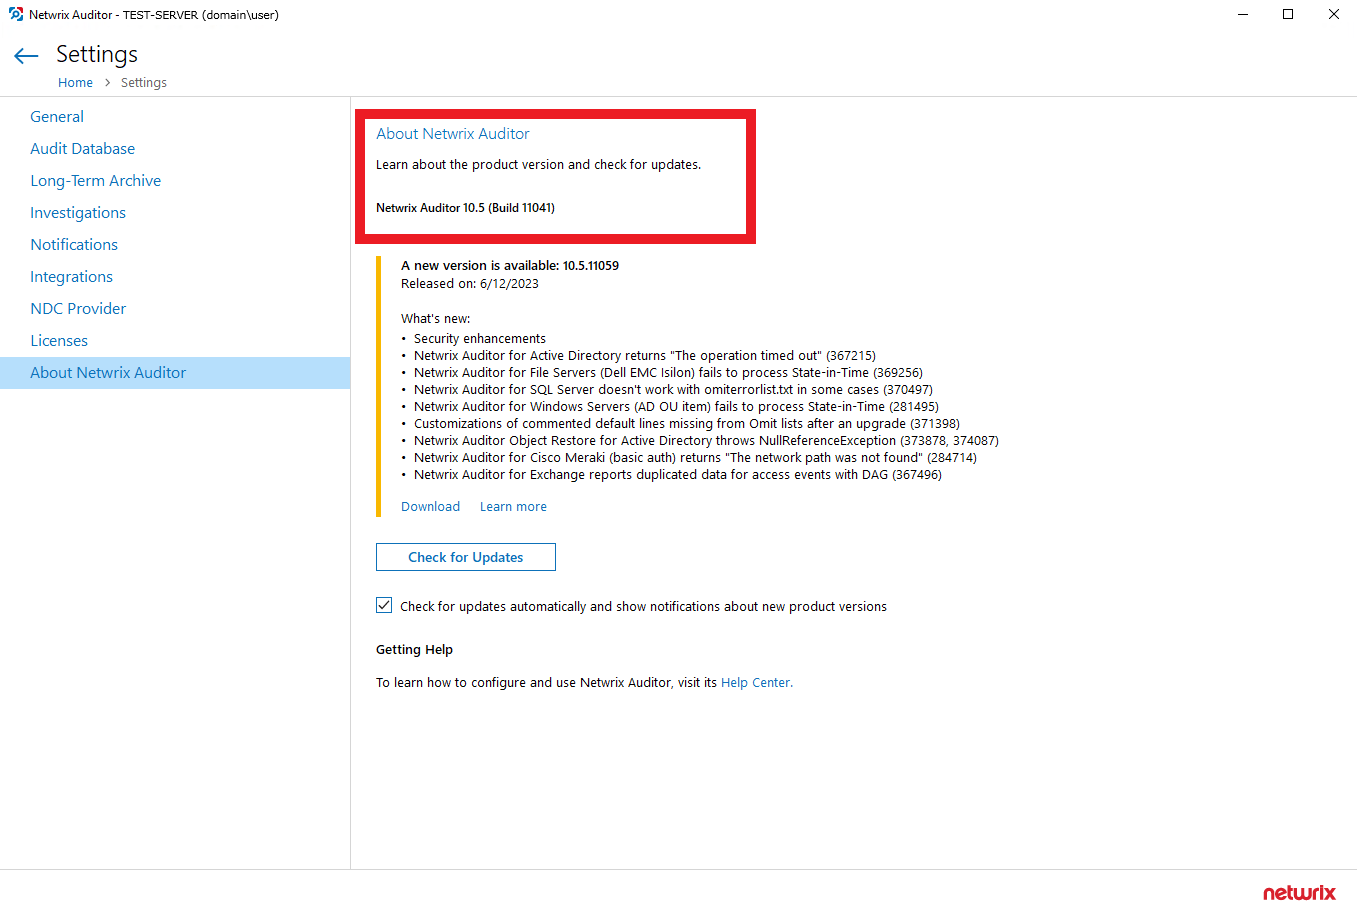 Netwrix Auditor - TEST-SERVER (domain\user)
Settings
Home > Settings
General
Audit Database
Long-Term Archive
Investigations
Notifications
Integrations
NDC Provider
Licenses
About Netwrix Auditor
About Netwrix Auditor
Learn about the product version and check for updates.
Netwrix Auditor 10.5 (Build 11041)
A new version is available: 10.5.11059
Released on: 6/12/2023
What's new:
• Security enhancements
• Netwrix Auditor for Active Directory returns "The operation timed out" (367215)
• Netwrix Auditor for File Servers (Dell EMC Isilon) fails to process State-in-Time (369256)
• Netwrix Auditor for SQL Server doesn't work with omiterrorlist.txt in some cases (370497)
• Netwrix Auditor for Windows Servers (AD OU item) fails to process State-in-Time (281495)
• Customizations of commented default lines missing from Omit lists after an upgrade (371398)
• Netwrix Auditor Object Restore for Active Directory throws NullReferenceException (373878, 374087)
• Netwrix Auditor for Cisco Meraki (basic auth) returns "The network path was not found" (284714)
• Netwrix Auditor for Exchange reports duplicated data for access events with DAG (367496)
Download Learn more
Check for Updates
Check for updates automatically and show notifications about new product versions
Getting Help
To learn how to configure and use Netwrix Auditor, visit its Help Center.
netwrix